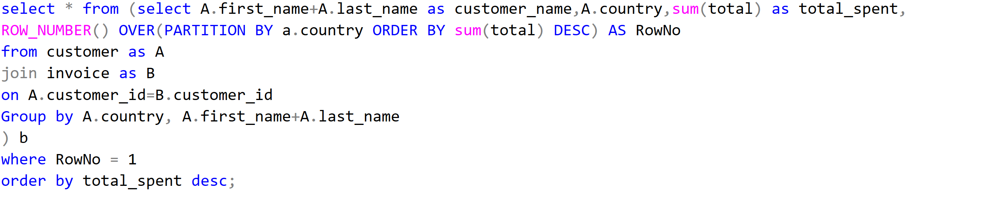 select * from (select A.first_name+A.last_name as customer_name,A.country,sum(total) as total_spent,
ROW_NUMBER() OVER(PARTITION BY a.country ORDER BY sum(total) DESC) AS RowNo
from customer as A
join invoice as B
on A.customer_id=B.customer_id
Group by A.country, A.first_name+A.last_name
) b
where RowNo = 1
order by total_spent desc;